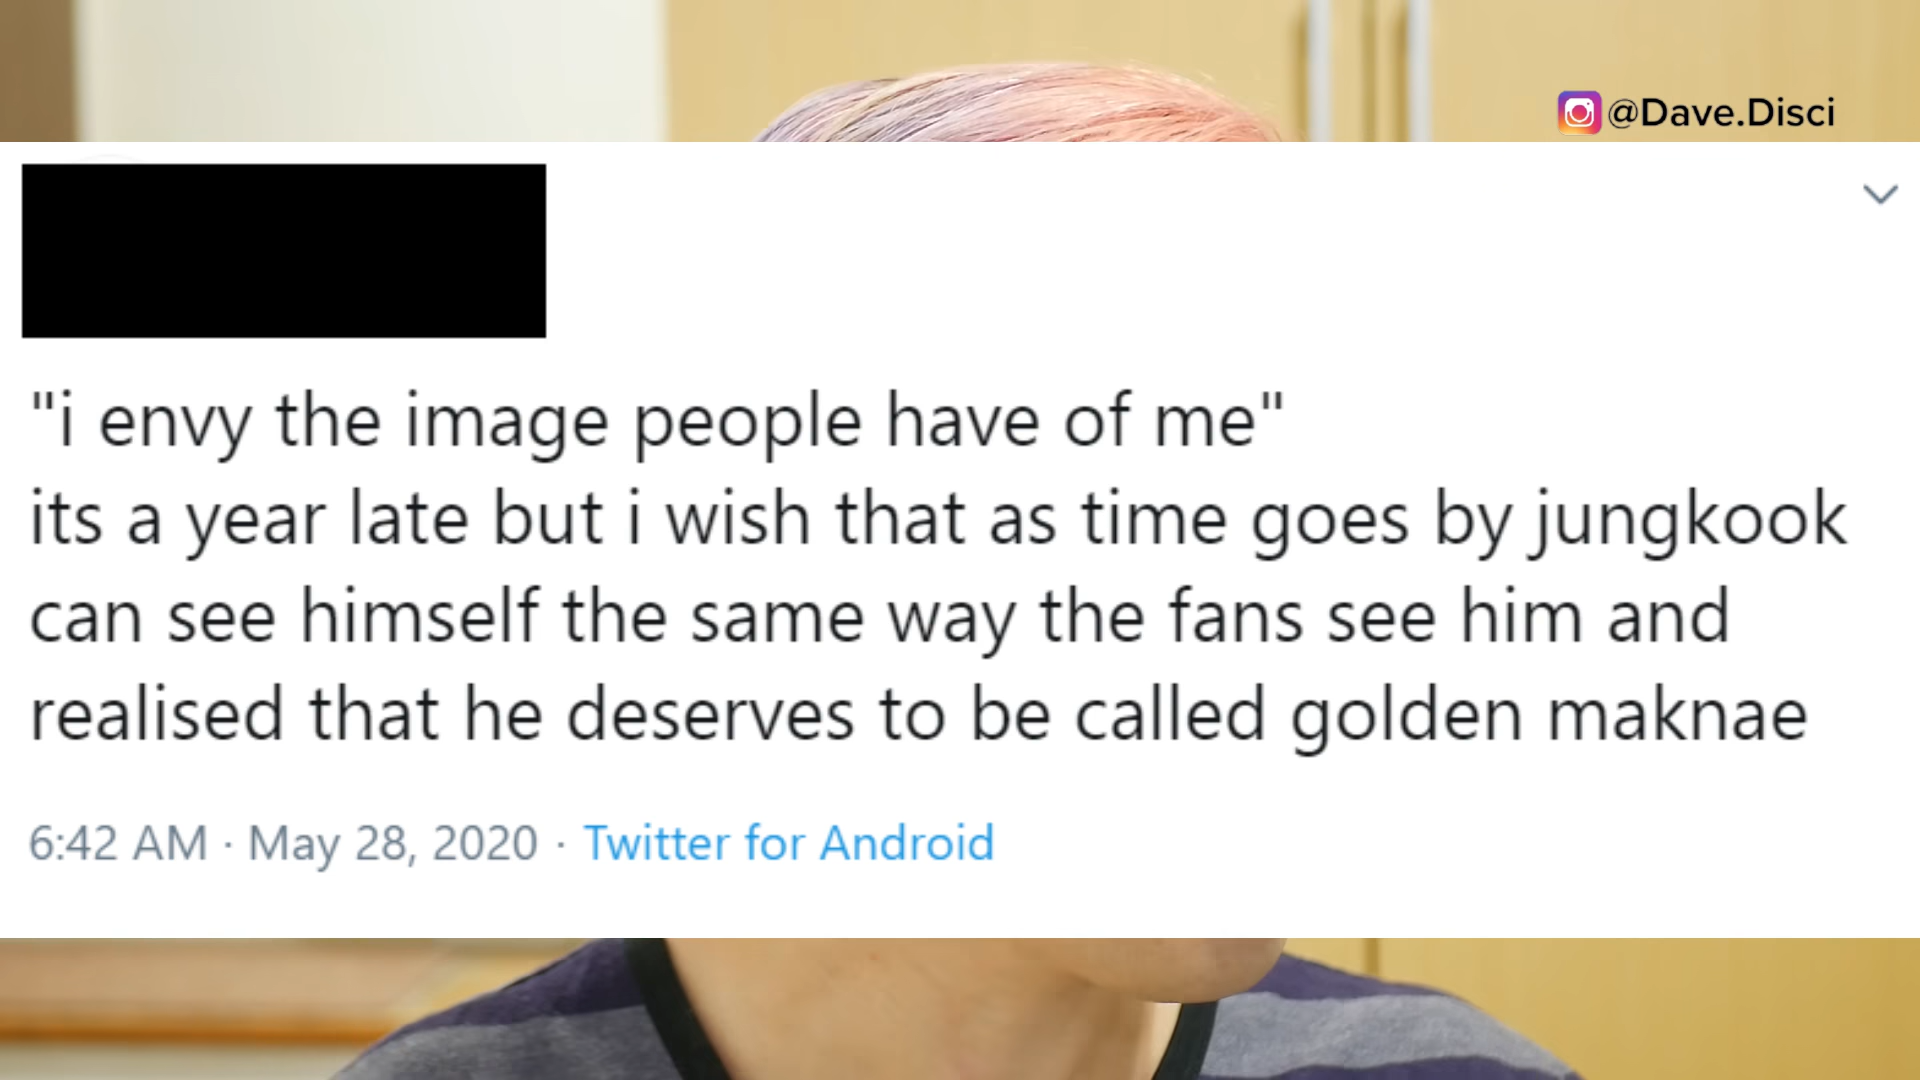 @Dave.Disci
"i envy the image people have of me"
its a year late but i wish that as time goes by jungkook
can see himself the same way the fans see him and
realised that he deserves to be called golden maknae
6:42 AM · May 28, 2020 · Twitter for Android